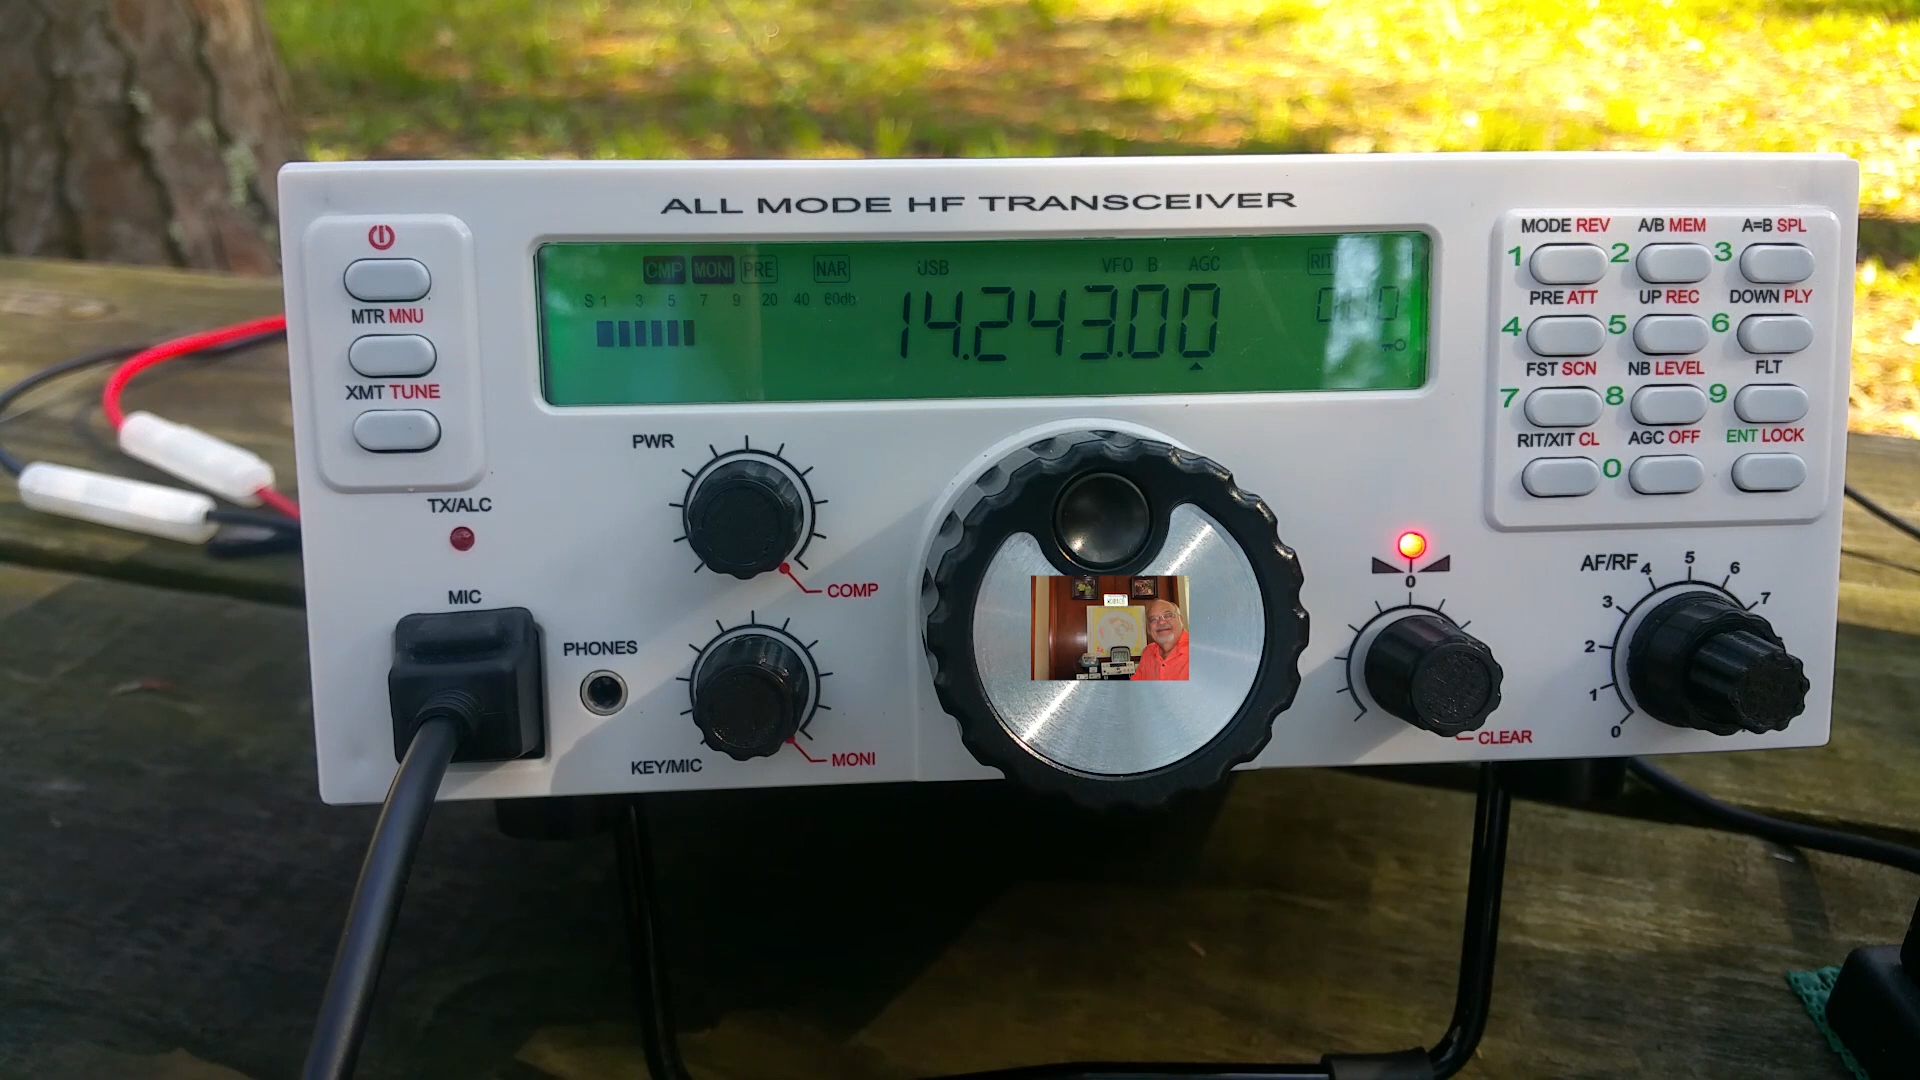 ALL MODE HF TRANSCEIVER
CMP MONI PRE NAR USB VFO B AGC RIT
S 1 3 5 7 9 20 40 60db
14.243.00
MTR MNU
XMT TUNE
TX/ALC
MIC
PHONES
PWR
COMP
KEY/MIC
MONI
0
CLEAR
AF/RF
0 1 2 3 4 5 6 7
MODE REV A/B MEM A=B SPL
1 2 3
PRE ATT UP REC DOWN PLY
4 5 6
FST SCN NB LEVEL FLT
7 8 9
RIT/XIT CL AGC OFF ENT LOCK
0